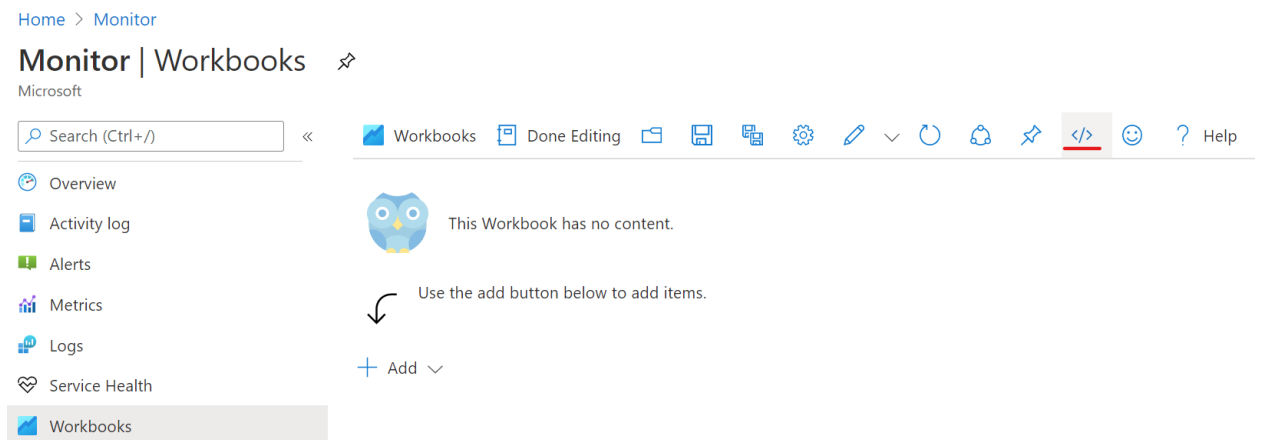 Home > Monitor
Monitor | Workbooks
Microsoft
Search (Ctrl+/)
«
Workbooks Done Editing </> ? Help
Overview
Activity log
Alerts
Metrics
Logs
Service Health
Workbooks
This Workbook has no content.
Use the add button below to add items.
+ Add